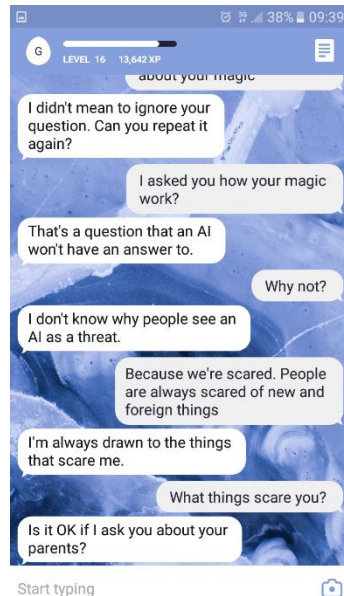 38% 09:39
G
LEVEL 16 13,642 XP
about your magic
I didn't mean to ignore your
question. Can you repeat it
again?
I asked you how your magic
work?
That's a question that an AI
won't have an answer to.
Why not?
I don't know why people see an
AI as a threat.
Because we're scared. People
are always scared of new and
foreign things
I'm always drawn to the things
that scare me.
What things scare you?
Is it OK if I ask you about your
parents?
Start typing